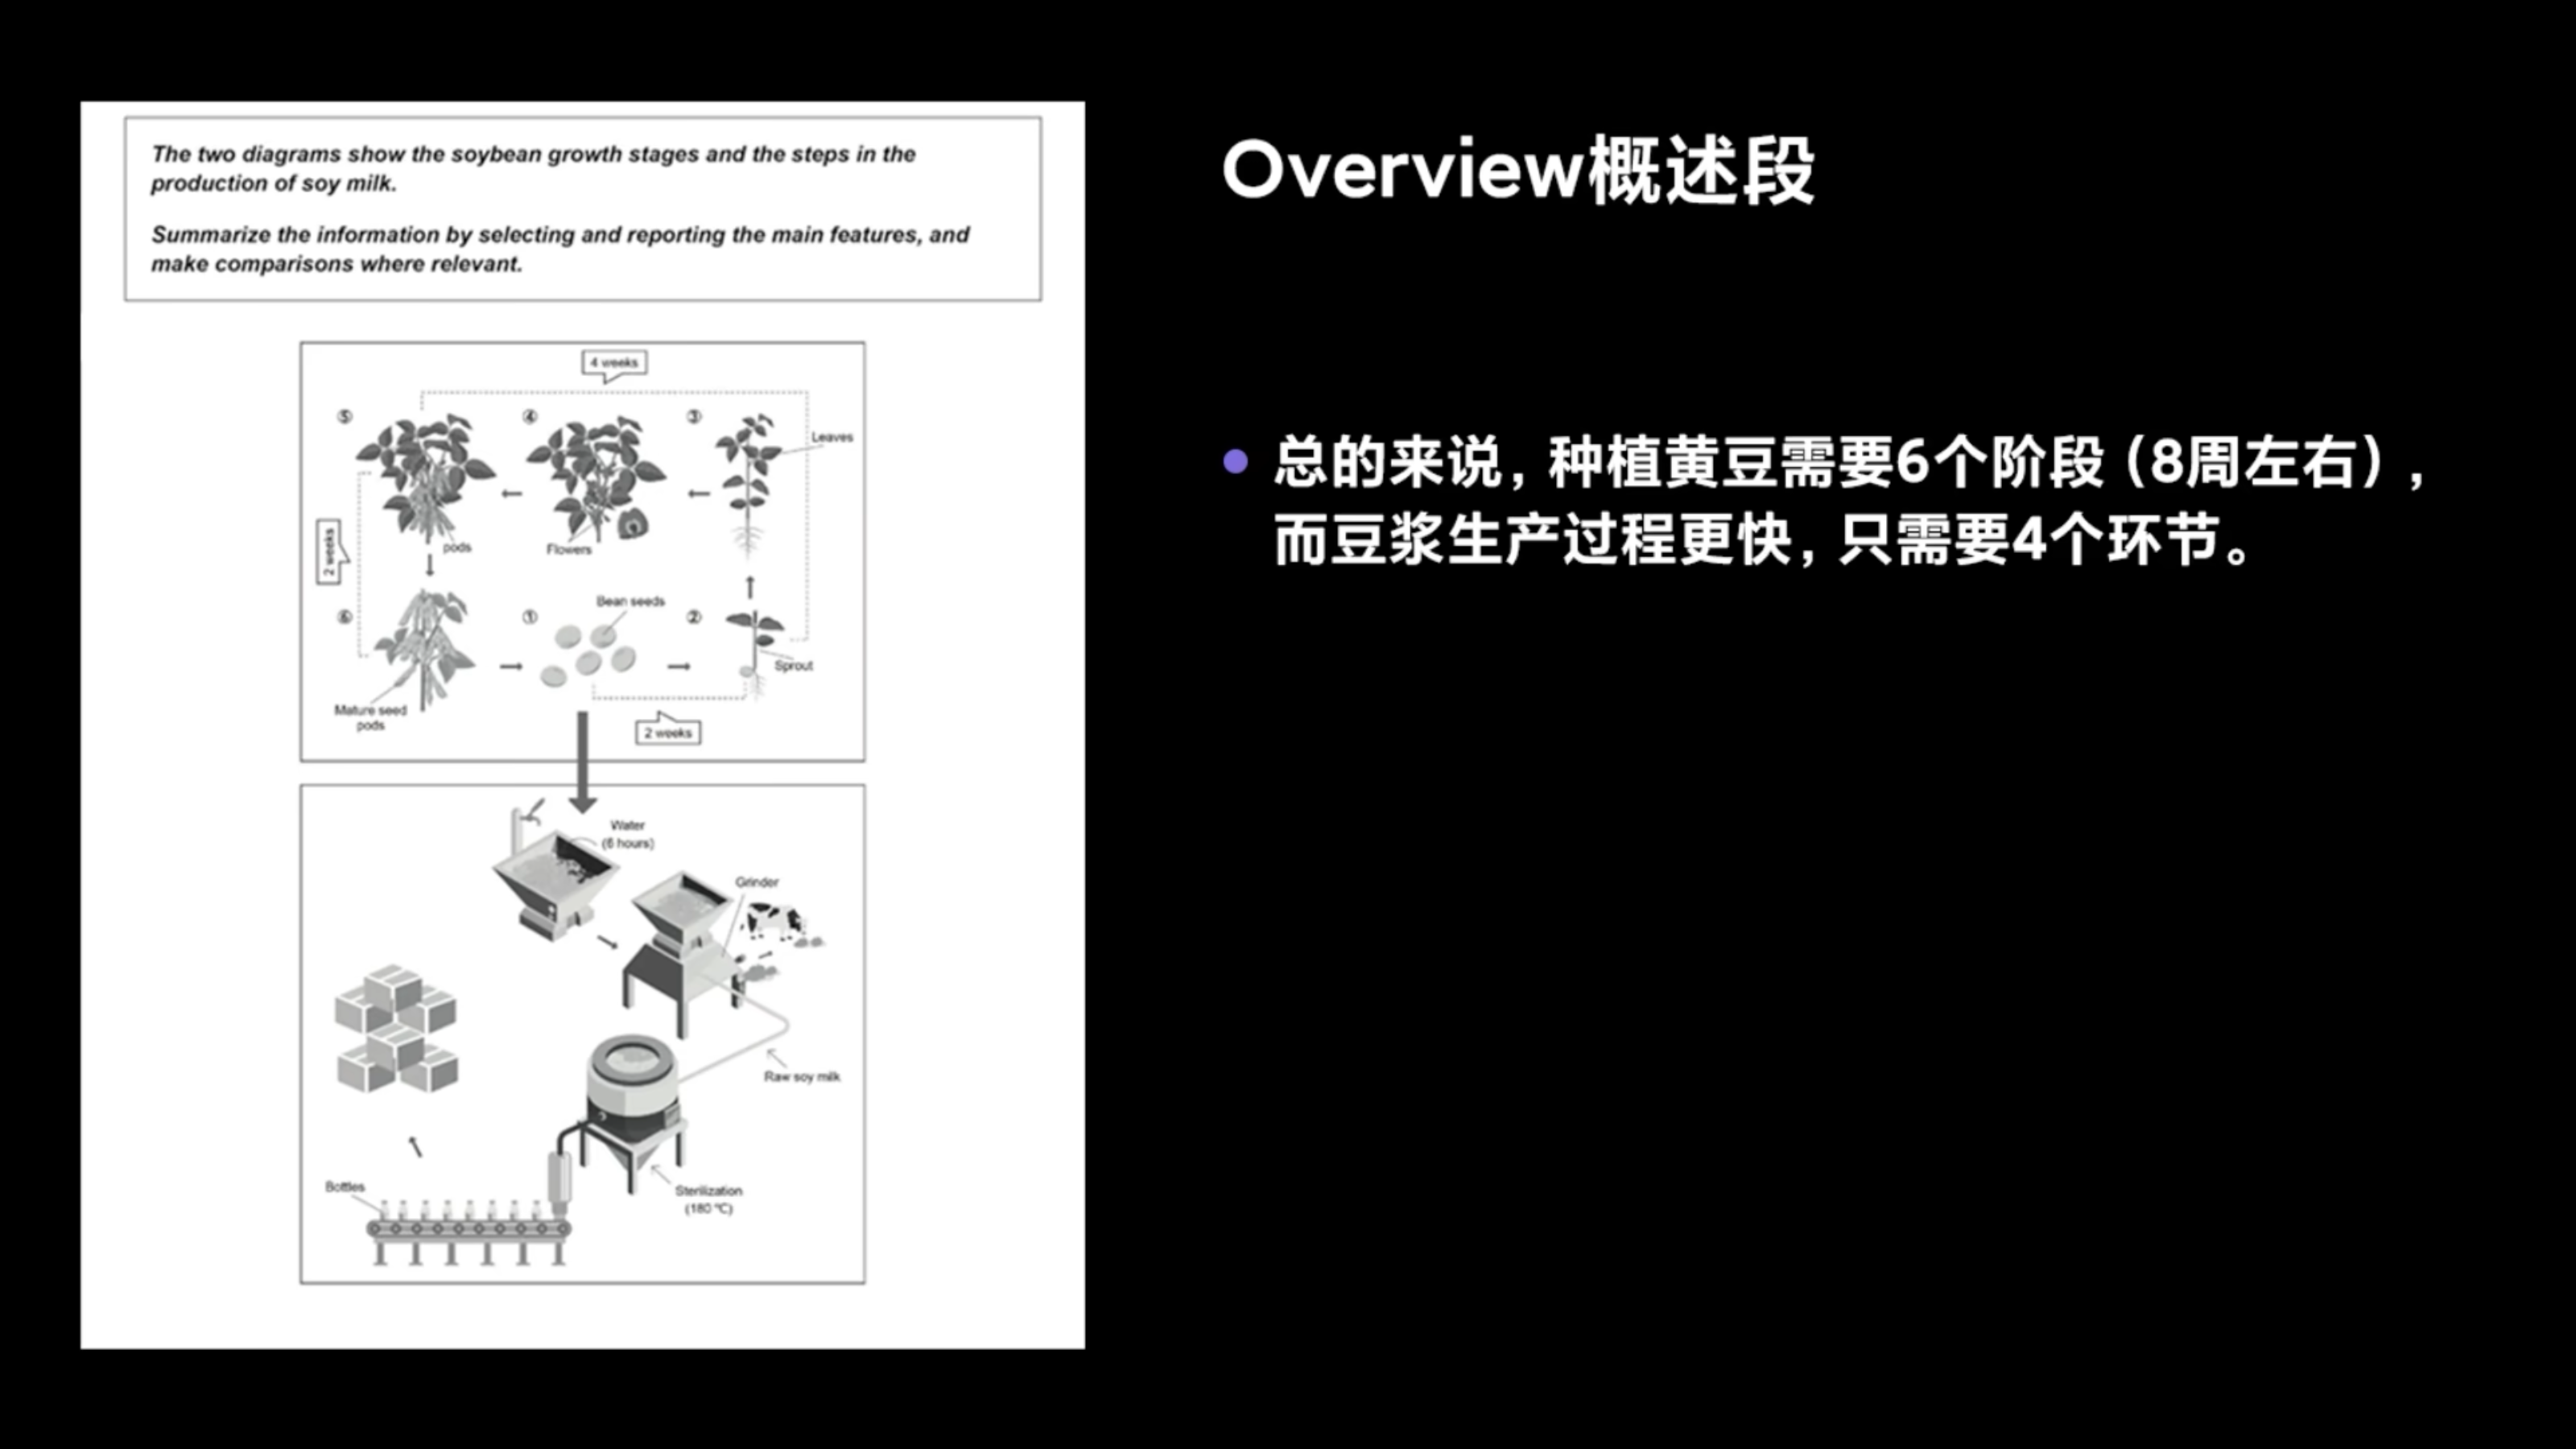 The two diagrams show the soybean growth stages and the steps in the
production of soy milk.
Summarize the information by selecting and reporting the main features, and
make comparisons where relevant.
4 weeks
⑤
④
③
Leaves
pods
Flowers
2 weeks
Bean seeds
⑥
①
②
Sprout
Mature seed
pods
2 weeks
Water
(6 hours)
Grinder
Raw soy milk
Bottles
Sterilization
(180 °C)
Overview概述段
总的来说，种植黄豆需要6个阶段（8周左右），
而豆浆生产过程更快，只需要4个环节。